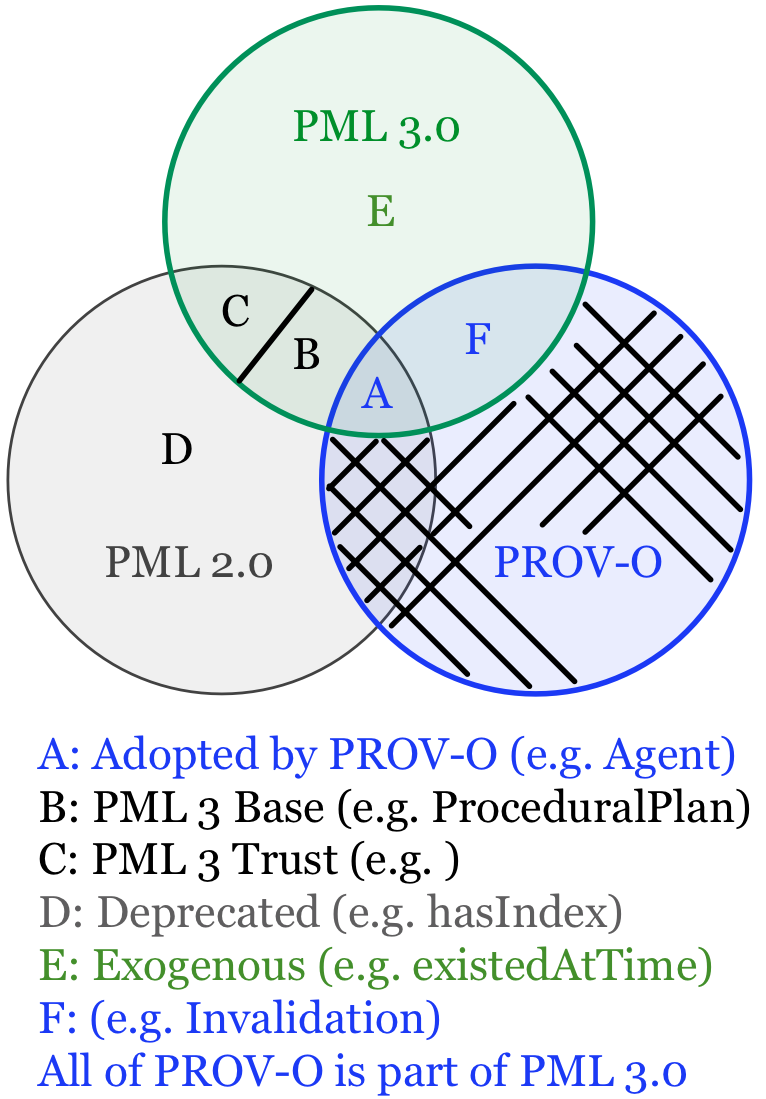 PML 3.0
E
C
B
F
A
D
PML 2.0
PROV-O
A: Adopted by PROV-O (e.g. Agent)
B: PML 3 Base (e.g. ProceduralPlan)
C: PML 3 Trust (e.g. )
D: Deprecated (e.g. hasIndex)
E: Exogenous (e.g. existedAtTime)
F: (e.g. Invalidation)
All of PROV-O is part of PML 3.0